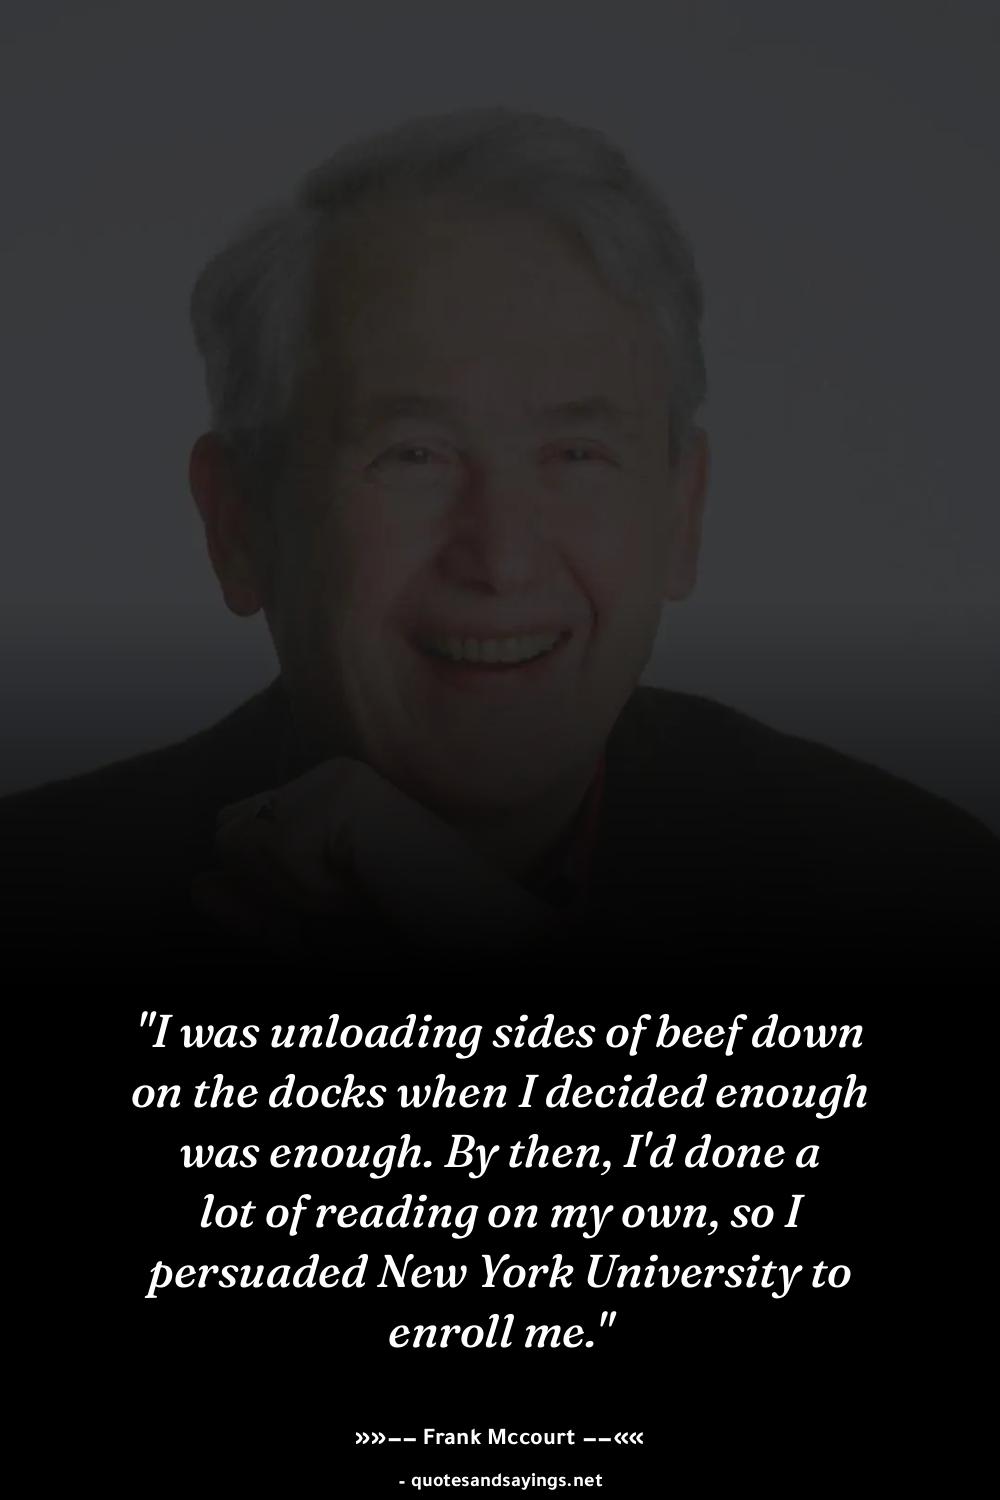 "I was unloading sides of beef down
on the docks when I decided enough
was enough. By then, I'd done a
lot of reading on my own, so I
persuaded New York University to
enroll me."
»»−− Frank Mccourt −−««
- quotesandsayings.net